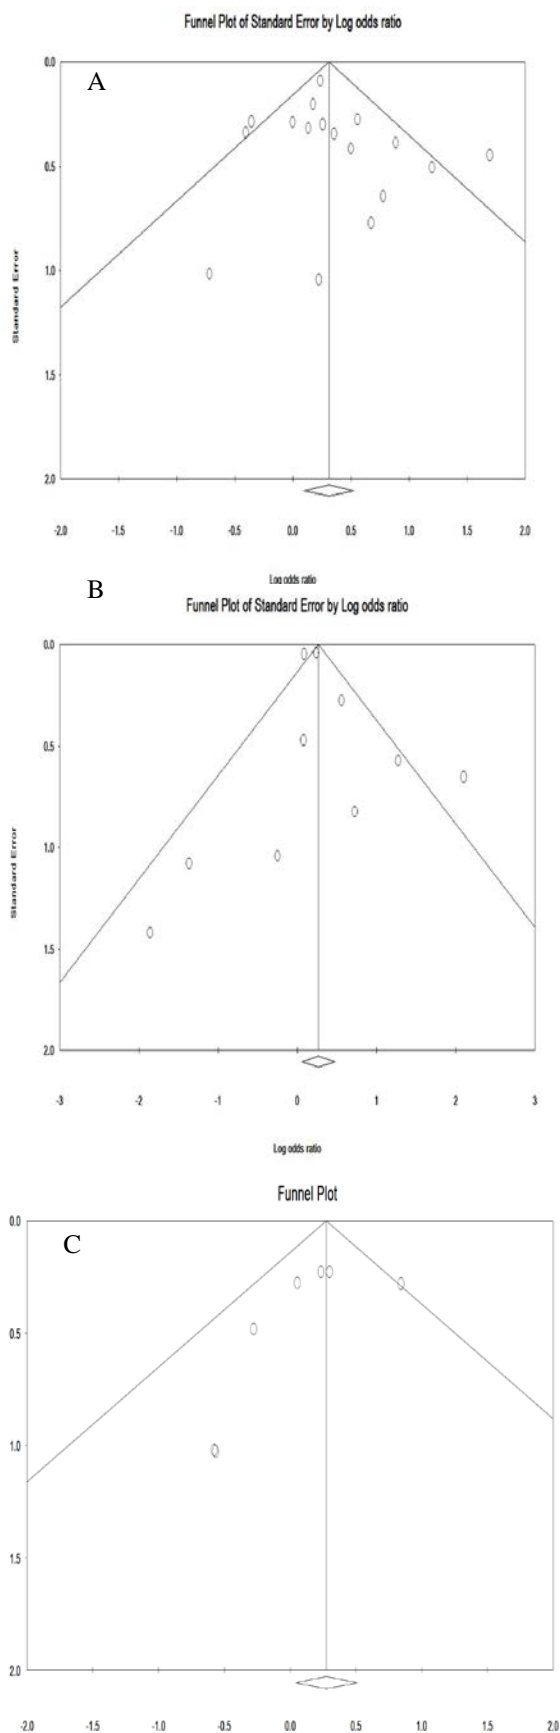 Funnel Plot of Standard Error by Log odds ratio
A
0.0
0.5
1.0
1.5
2.0
Standard Error
-2.0 -1.5 -1.0 -0.5 0.0 0.5 1.0 1.5 2.0
Log odds ratio
B
Funnel Plot of Standard Error by Log odds ratio
0.0
0.5
1.0
1.5
2.0
Standard Error
-3 -2 -1 0 1 2 3
Log odds ratio
Funnel Plot
C
0.0
0.5
1.0
1.5
2.0
-2.0 -1.5 -1.0 -0.5 0.0 0.5 1.0 1.5 2.0